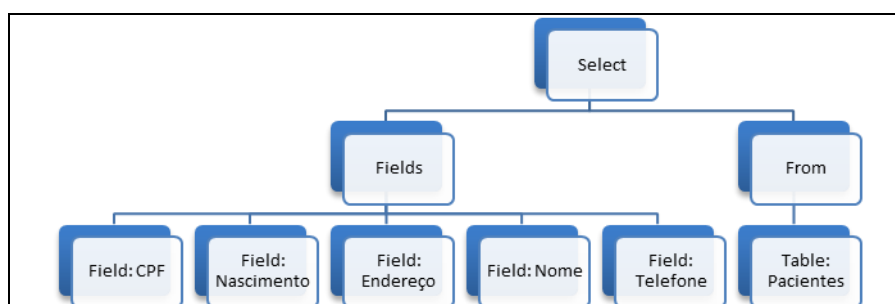 Select
Fields
From
Field: CPF
Field:
Nascimento
Field:
Endereço
Field: Nome
Field:
Telefone
Table:
Pacientes